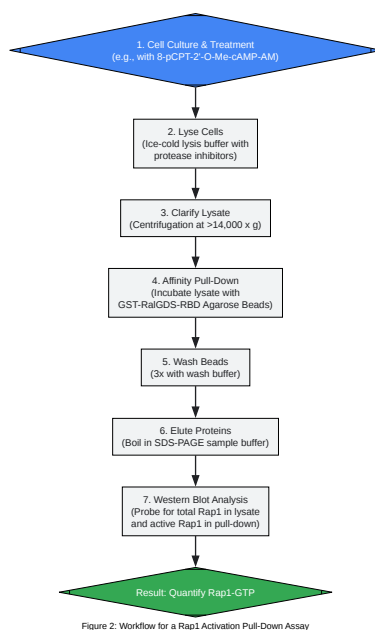 1. Cell Culture & Treatment
(e.g., with 8-pCPT-2'-O-Me-cAMP-AM)
2. Lyse Cells
(Ice-cold lysis buffer with
protease inhibitors)
3. Clarify Lysate
(Centrifugation at >14,000 x g)
4. Affinity Pull-Down
(Incubate lysate with
GST-RalGDS-RBD Agarose Beads)
5. Wash Beads
(3x with wash buffer)
6. Elute Proteins
(Boil in SDS-PAGE sample buffer)
7. Western Blot Analysis
(Probe for total Rap1 in lysate
and active Rap1 in pull-down)
Result: Quantify Rap1-GTP
Figure 2: Workflow for a Rap1 Activation Pull-Down Assay